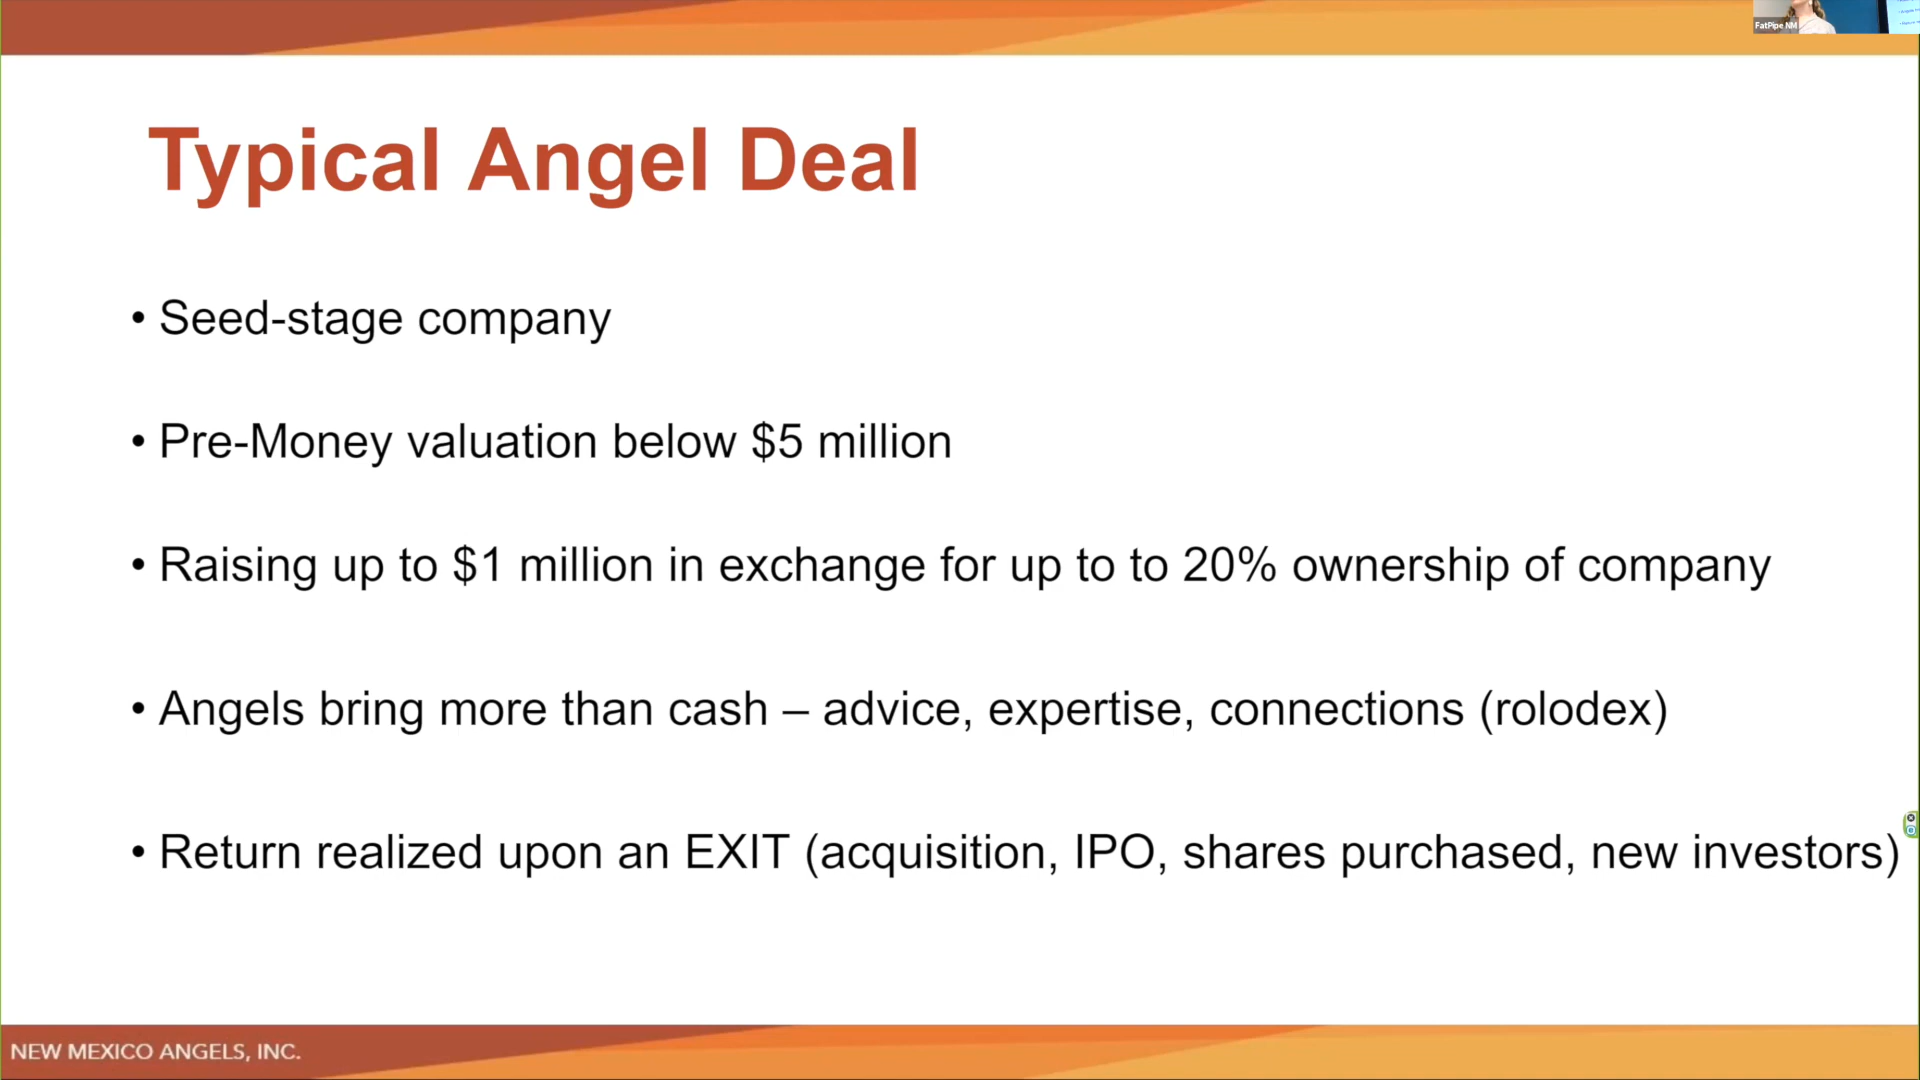 FatPipe NM
Typical Angel Deal
• Seed-stage company
• Pre-Money valuation below $5 million
• Raising up to $1 million in exchange for up to to 20% ownership of company
• Angels bring more than cash – advice, expertise, connections (rolodex)
• Return realized upon an EXIT (acquisition, IPO, shares purchased, new investors)
NEW MEXICO ANGELS, INC.